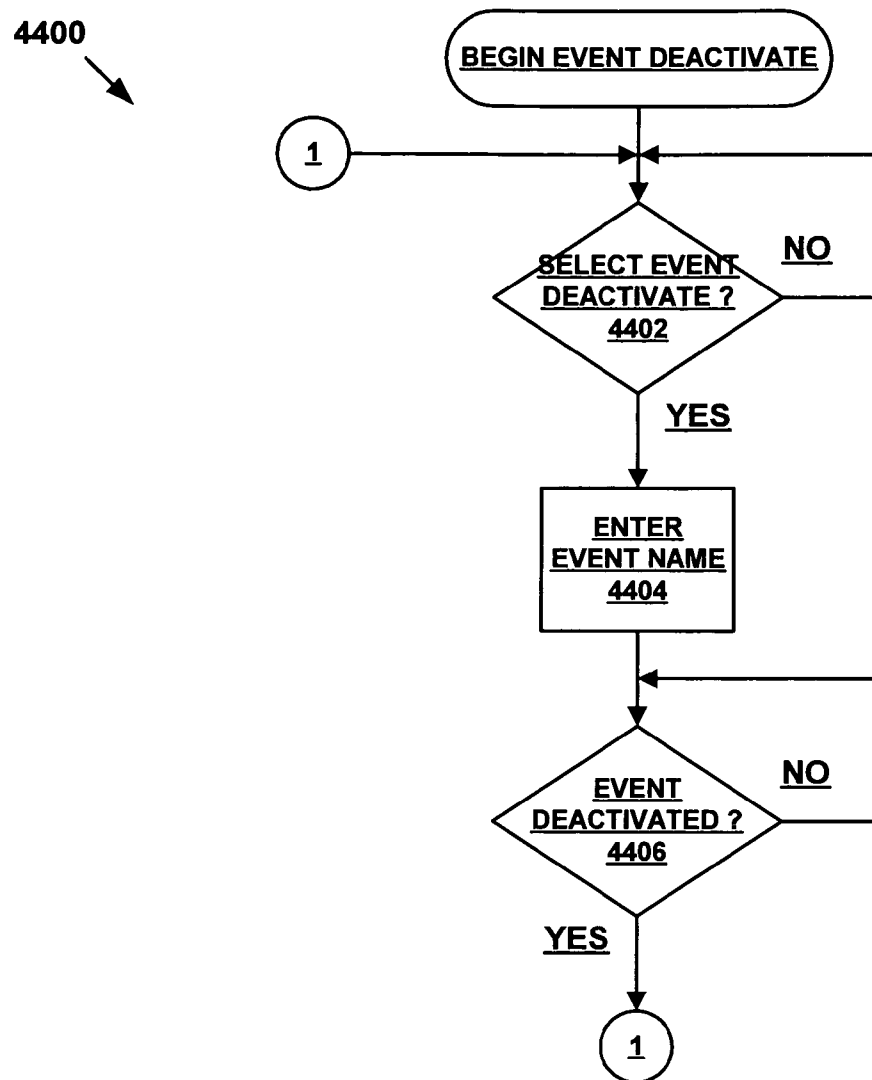 4400
BEGIN EVENT DEACTIVATE
1
SELECT EVENT
DEACTIVATE ?
4402
NO
YES
ENTER
EVENT NAME
4404
EVENT
DEACTIVATED ?
4406
NO
YES
1